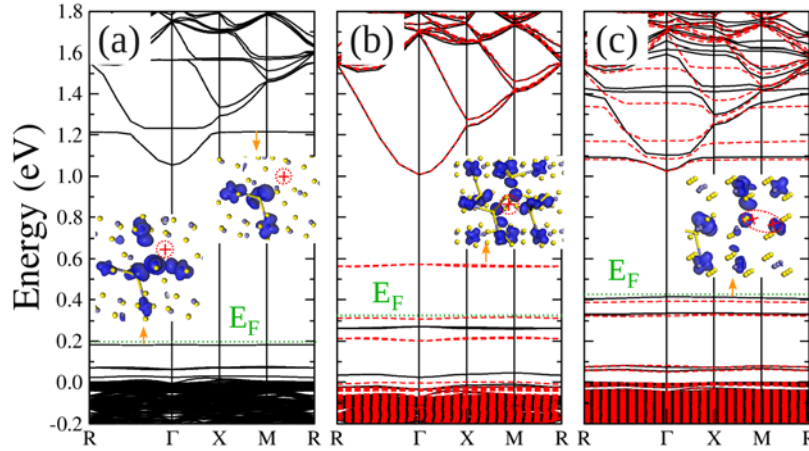 (a) (b) (c)
Energy (eV)
1.8
1.6
1.4
1.2
1.0
0.8
0.6
0.4
0.2
0.0
-0.2
E_F
E_F
E_F
R Γ X M R
R Γ X M R
R Γ X M R